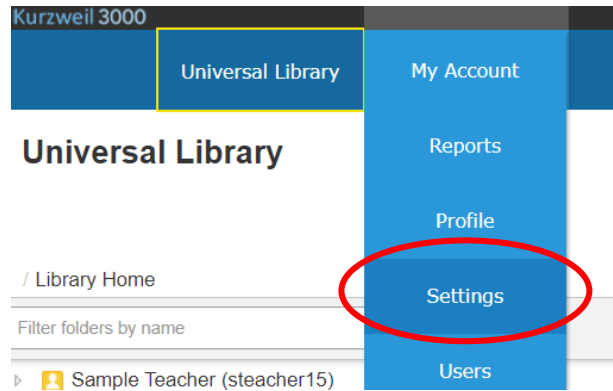 Kurzweil 3000
Universal Library
My Account
Universal Library
Reports
Profile
/ Library Home
Settings
Filter folders by name
Sample Teacher (steacher15)
Users